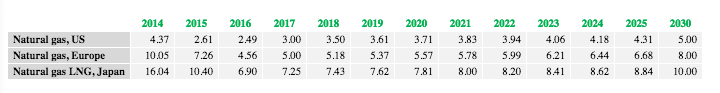 2014 2015 2016 2017 2018 2019 2020 2021 2022 2023 2024 2025 2030
Natural gas, US 4.37 2.61 2.49 3.00 3.50 3.61 3.71 3.83 3.94 4.06 4.18 4.31 5.00
Natural gas, Europe 10.05 7.26 4.56 5.00 5.18 5.37 5.57 5.78 5.99 6.21 6.44 6.68 8.00
Natural gas LNG, Japan 16.04 10.40 6.90 7.25 7.43 7.62 7.81 8.00 8.20 8.41 8.62 8.84 10.00